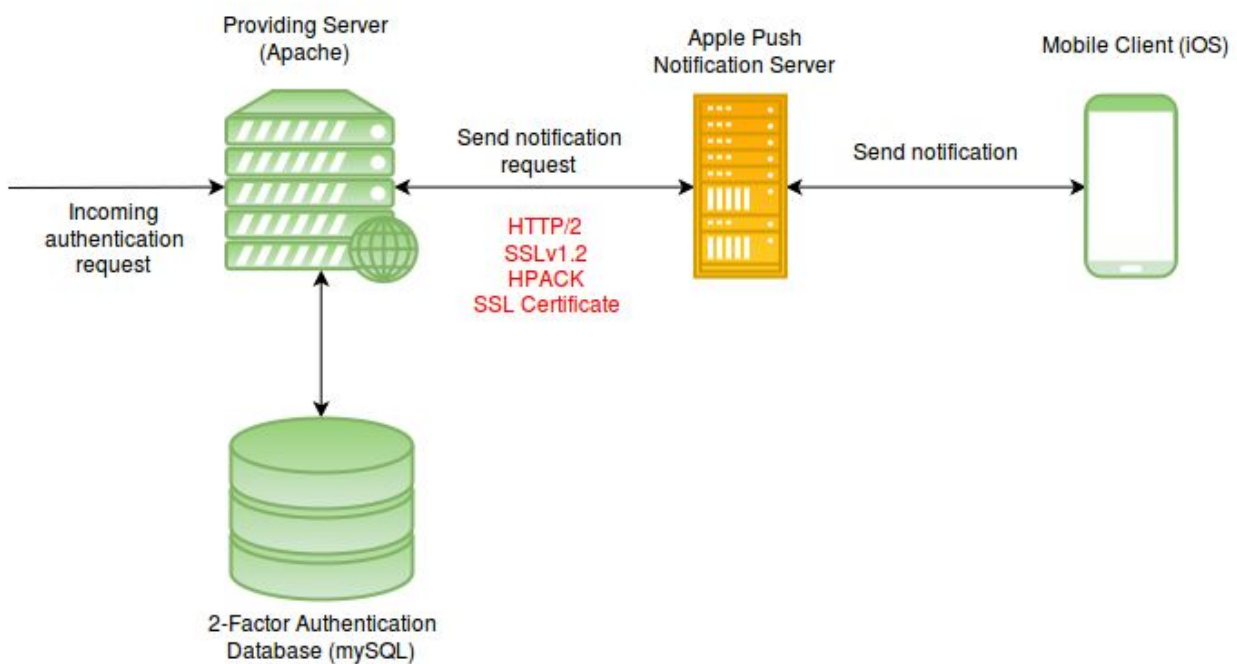 Providing Server
(Apache)
Apple Push
Notification Server
Mobile Client (iOS)
Send notification
request
Send notification
Incoming
authentication
request
HTTP/2
SSLv1.2
HPACK
SSL Certificate
2-Factor Authentication
Database (mySQL)